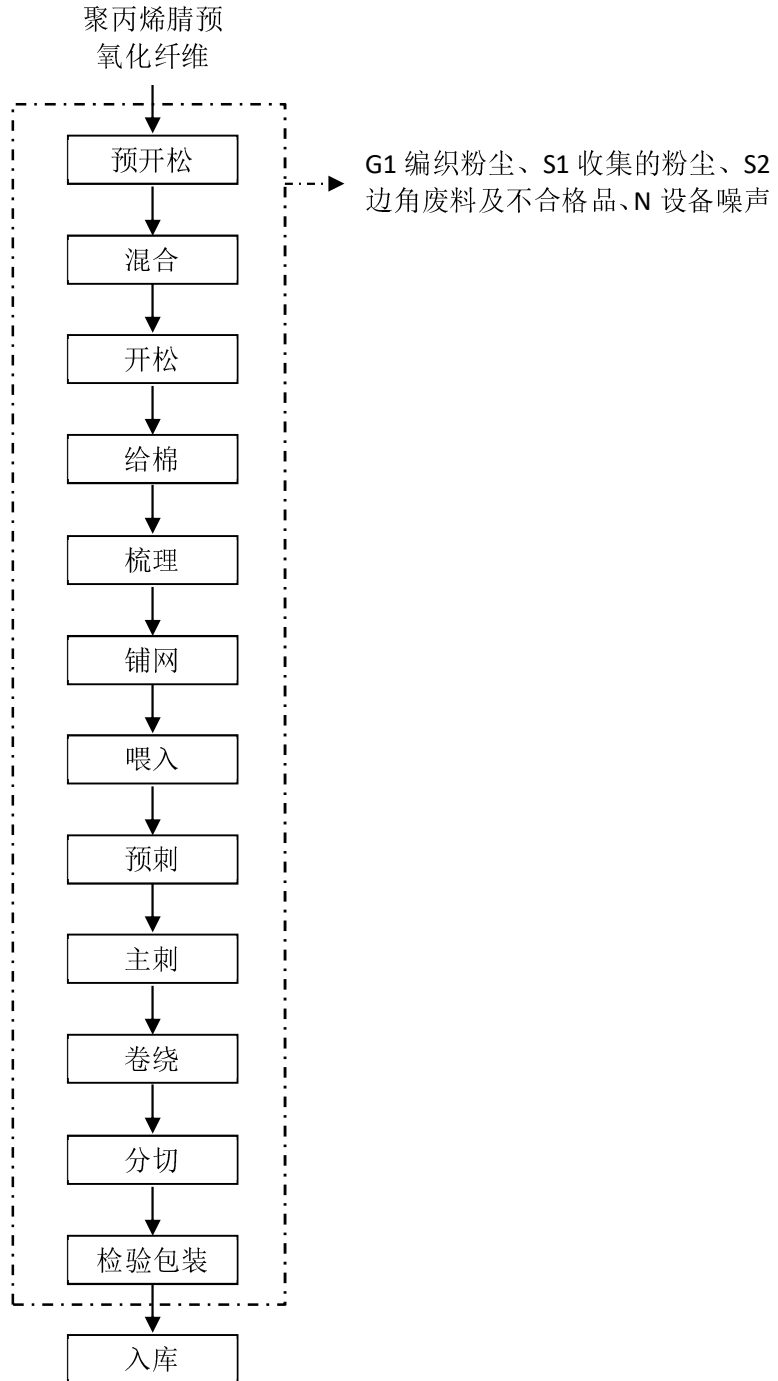 聚丙烯腈预
氧化纤维
预开松
G1 编织粉尘、S1 收集的粉尘、S2
边角废料及不合格品、N 设备噪声
混合
开松
给棉
梳理
铺网
喂入
预刺
主刺
卷绕
分切
检验包装
入库